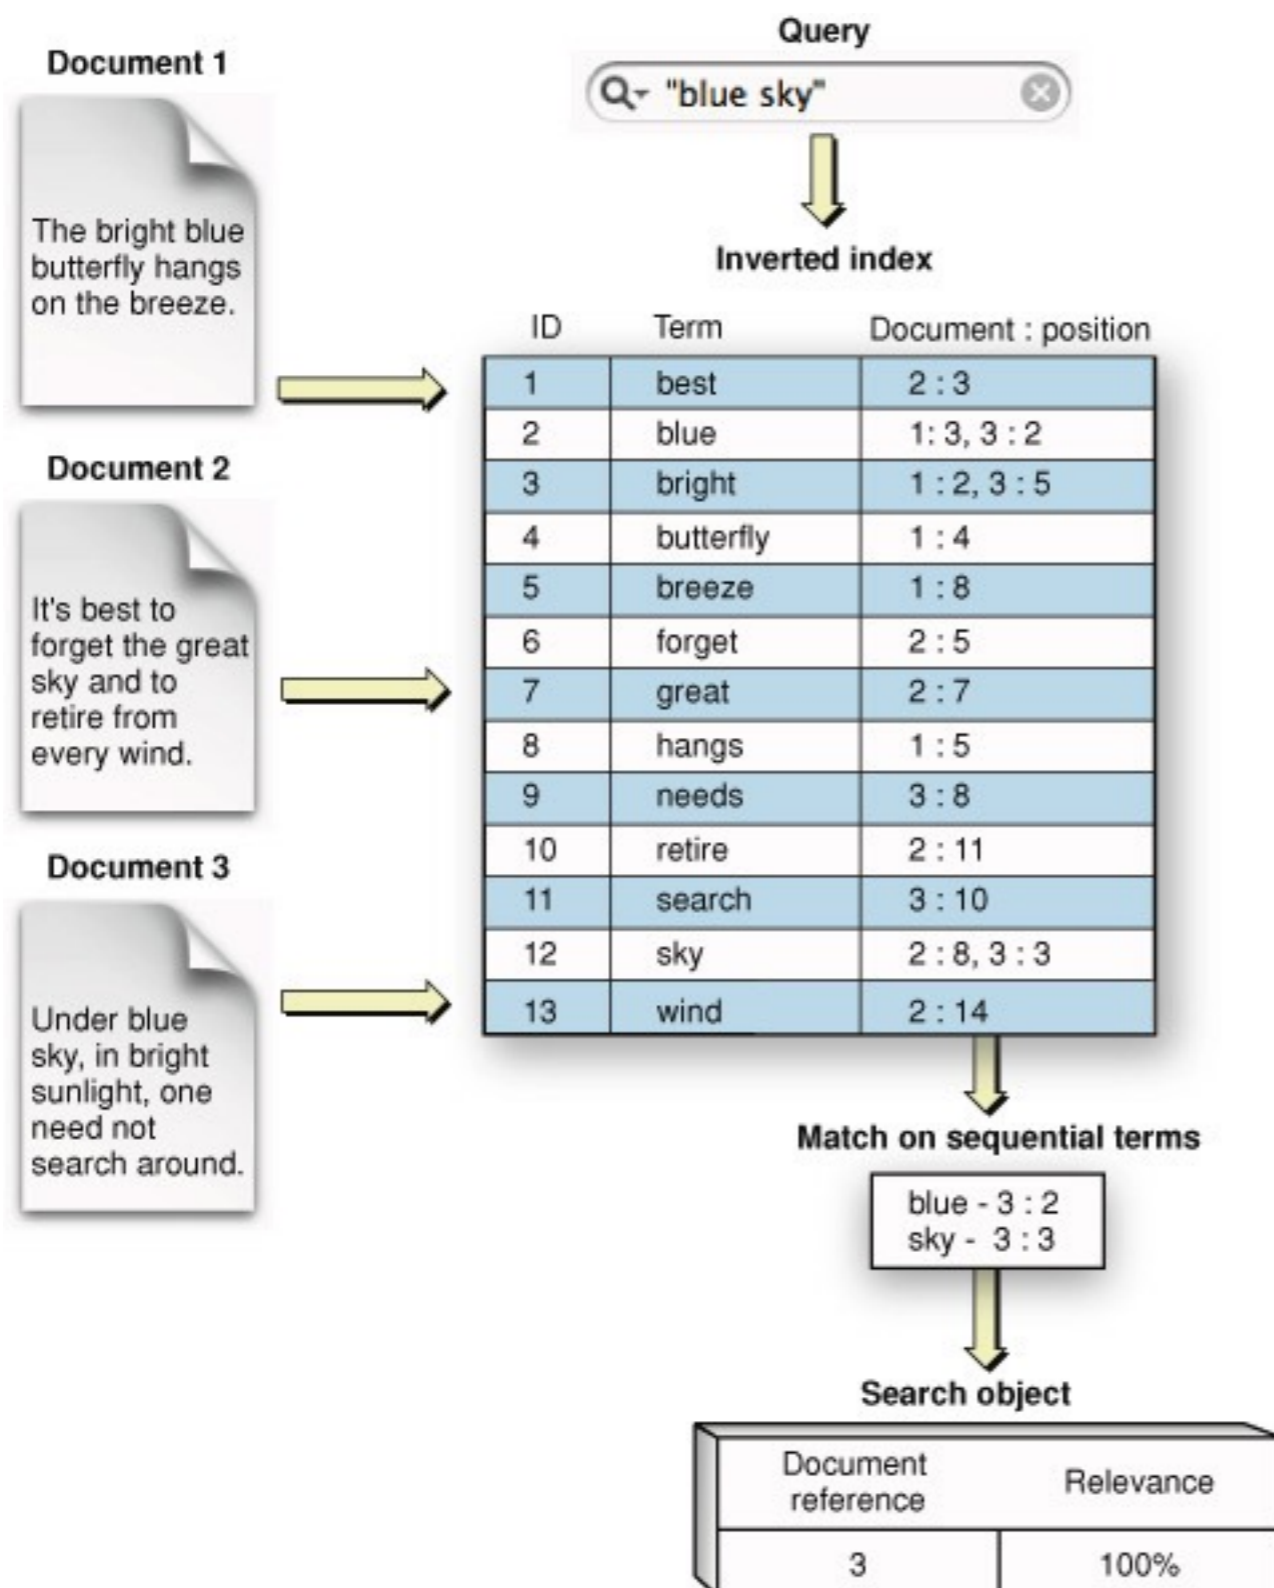 Document 1
The bright blue
butterfly hangs
on the breeze.
Document 2
It's best to
forget the great
sky and to
retire from
every wind.
Document 3
Under blue
sky, in bright
sunlight, one
need not
search around.
Query
"blue sky"
Inverted index
ID Term Document : position
1 best 2 : 3
2 blue 1: 3, 3 : 2
3 bright 1 : 2, 3 : 5
4 butterfly 1 : 4
5 breeze 1 : 8
6 forget 2 : 5
7 great 2 : 7
8 hangs 1 : 5
9 needs 3 : 8
10 retire 2 : 11
11 search 3 : 10
12 sky 2 : 8, 3 : 3
13 wind 2 : 14
Match on sequential terms
blue - 3 : 2
sky - 3 : 3
Search object
Document
reference
Relevance
3 100%